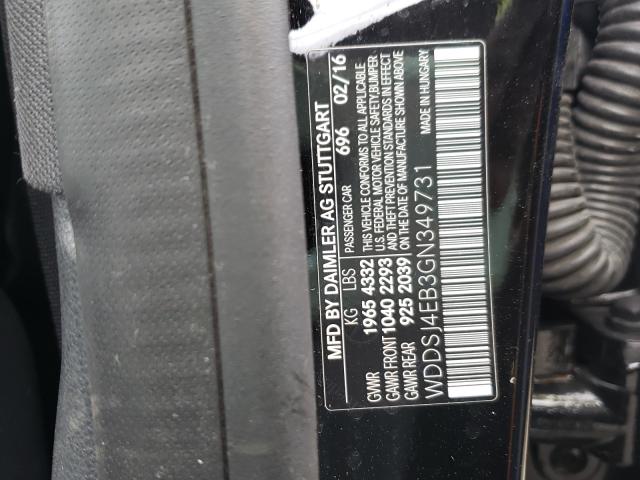 MFD BY DAIMLER AG STUTTGART
696 02/16
KG LBS PASSENGER CAR
GVWR 1965 4332 THIS VEHICLE CONFORMS TO ALL APPLICABLE
GAWR FRONT 1040 2293 U.S. FEDERAL MOTOR VEHICLE SAFETY, BUMPER
GAWR REAR 925 2039 AND THEFT PREVENTION STANDARDS IN EFFECT
ON THE DATE OF MANUFACTURE SHOWN ABOVE
WDDSJ4EB3GN349731 MADE IN HUNGARY